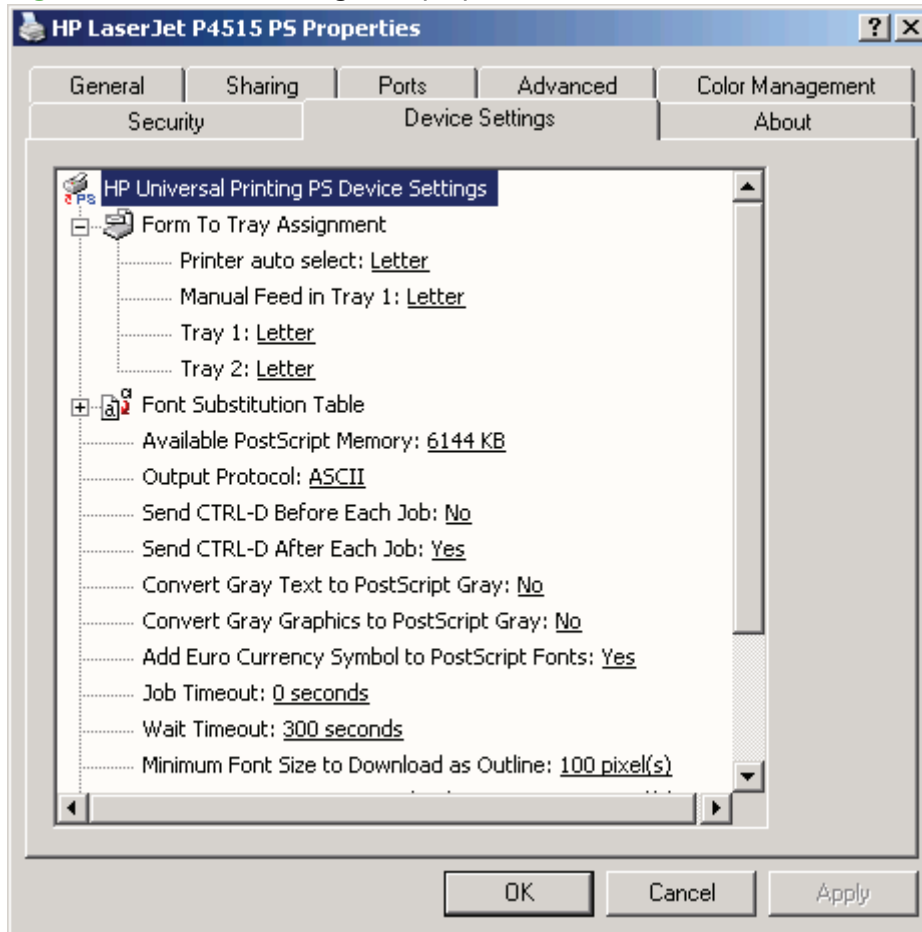 HP LaserJet P4515 PS Properties
General Sharing Ports Advanced Color Management
Security Device Settings About
HP Universal Printing PS Device Settings
Form To Tray Assignment
Printer auto select: Letter
Manual Feed in Tray 1: Letter
Tray 1: Letter
Tray 2: Letter
Font Substitution Table
Available PostScript Memory: 6144 KB
Output Protocol: ASCII
Send CTRL-D Before Each Job: No
Send CTRL-D After Each Job: Yes
Convert Gray Text to PostScript Gray: No
Convert Gray Graphics to PostScript Gray: No
Add Euro Currency Symbol to PostScript Fonts: Yes
Job Timeout: 0 seconds
Wait Timeout: 300 seconds
Minimum Font Size to Download as Outline: 100 pixel(s)
OK Cancel Apply